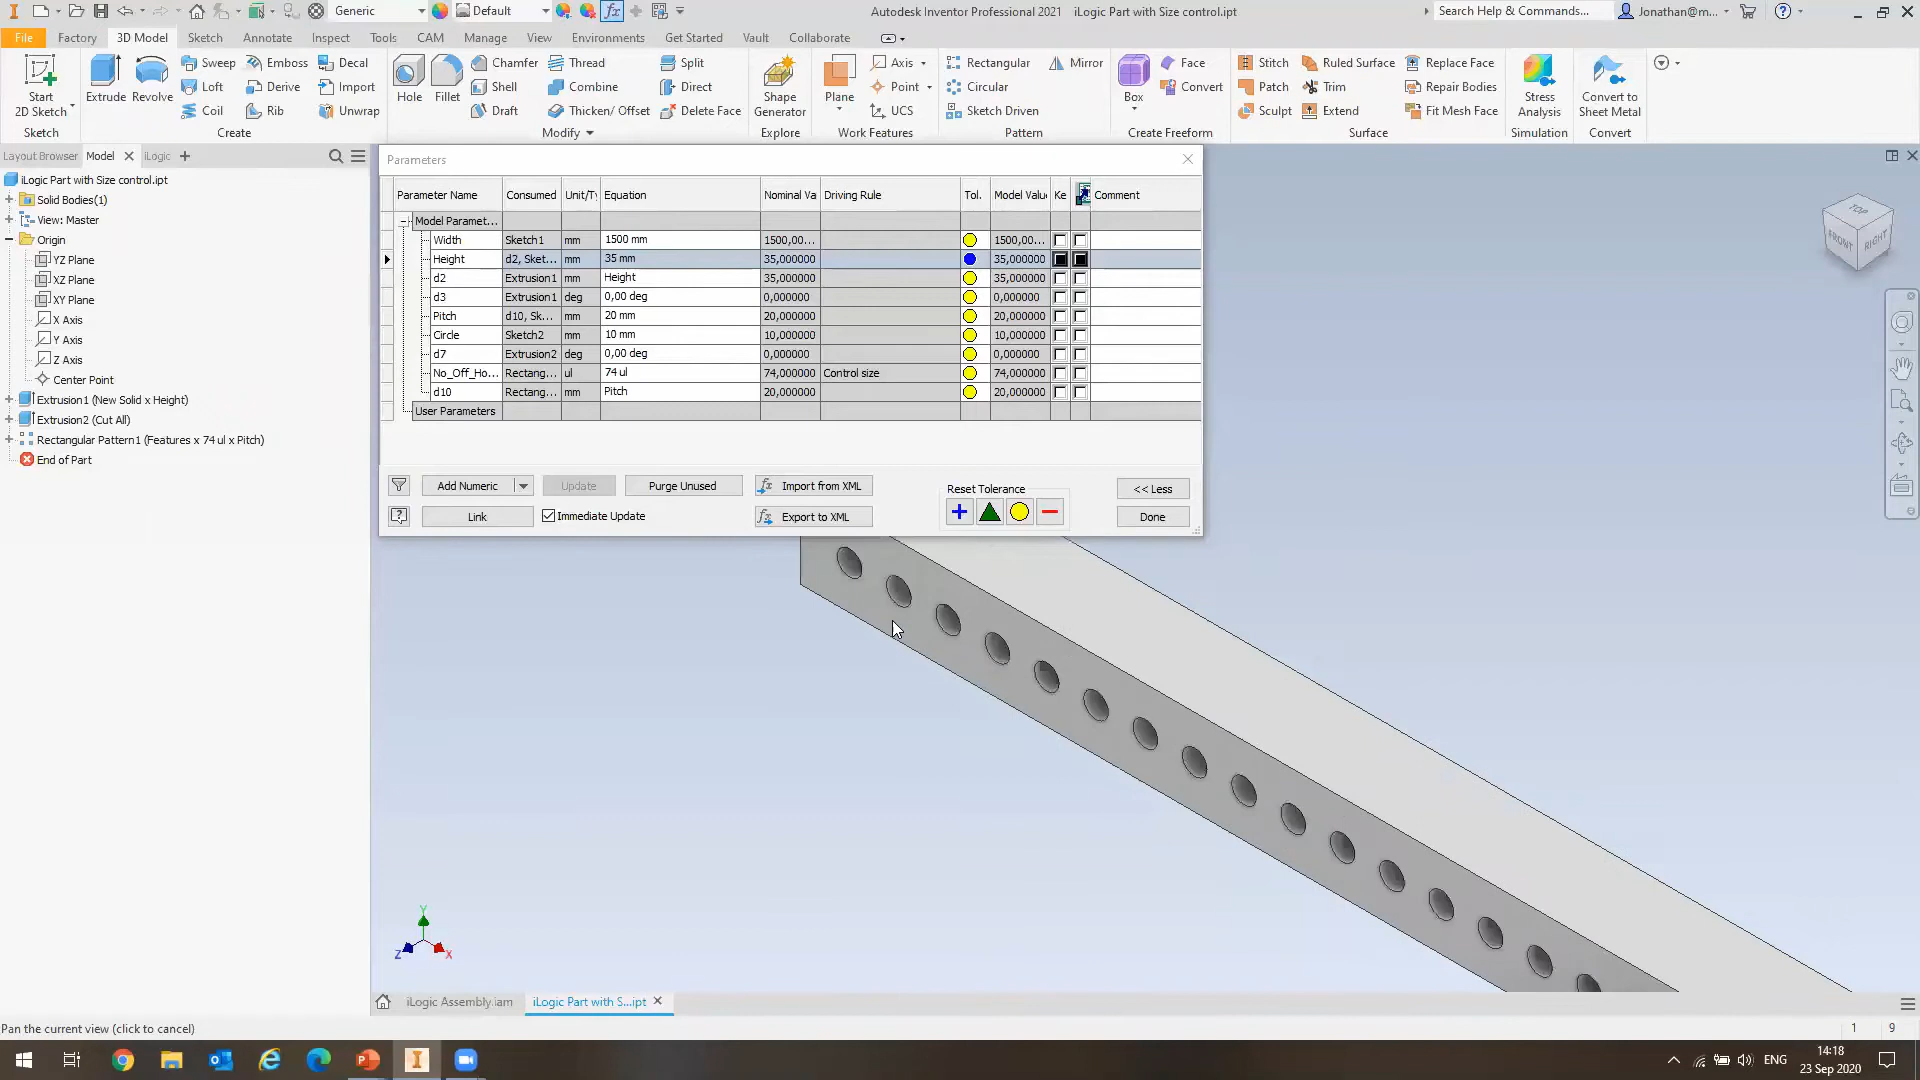 Generic
Default
Autodesk Inventor Professional 2021 iLogic Part with Size control.ipt
Search Help & Commands...
Jonathan@m...
File Factory 3D Model Sketch Annotate Inspect Tools CAM Manage View Environments Get Started Vault Collaborate
Start
2D Sketch
Sketch
Extrude Revolve
Sweep Emboss Decal
Loft Derive Import
Coil Rib Unwrap
Create
Hole Fillet
Chamfer Thread Split
Shell Combine Direct
Draft Thicken/ Offset Delete Face
Modify
Shape
Generator
Explore
Plane
Axis
Point
UCS
Work Features
Rectangular Mirror
Circular
Sketch Driven
Pattern
Box
Face
Convert
Create Freeform
Stitch Ruled Surface Replace Face
Patch Trim Repair Bodies
Sculpt Extend Fit Mesh Face
Surface
Stress
Analysis
Simulation
Convert to
Sheet Metal
Convert
Layout Browser Model iLogic
iLogic Part with Size control.ipt
Solid Bodies(1)
View: Master
Origin
YZ Plane
XZ Plane
XY Plane
X Axis
Y Axis
Z Axis
Center Point
Extrusion1 (New Solid x Height)
Extrusion2 (Cut All)
Rectangular Pattern1 (Features x 74 ul x Pitch)
End of Part
Parameters
Parameter Name Consumed Unit/Ty Equation Nominal Va Driving Rule Tol. Model Valu Ke Comment
Model Paramet...
Width Sketch1 mm 1500 mm 1500,00... 1500,00...
Height d2, Sket... mm 35 mm 35,000000 35,000000
d2 Extrusion1 mm Height 35,000000 35,000000
d3 Extrusion1 deg 0,00 deg 0,000000 0,000000
Pitch d10, Sk... mm 20 mm 20,000000 20,000000
Circle Sketch2 mm 10 mm 10,000000 10,000000
d7 Extrusion2 deg 0,00 deg 0,000000 0,000000
No_Off_Ho... Rectang... ul 74 ul 74,000000 Control size 74,000000
d10 Rectang... mm Pitch 20,000000 20,000000
User Parameters
Add Numeric Update Purge Unused Import from XML
Reset Tolerance
<< Less
Link Immediate Update Export to XML
Done
TOP
FRONT RIGHT
Y
Z X
iLogic Assembly.iam iLogic Part with S...ipt
Pan the current view (click to cancel)
1 9
ENG
14:18
23 Sep 2020